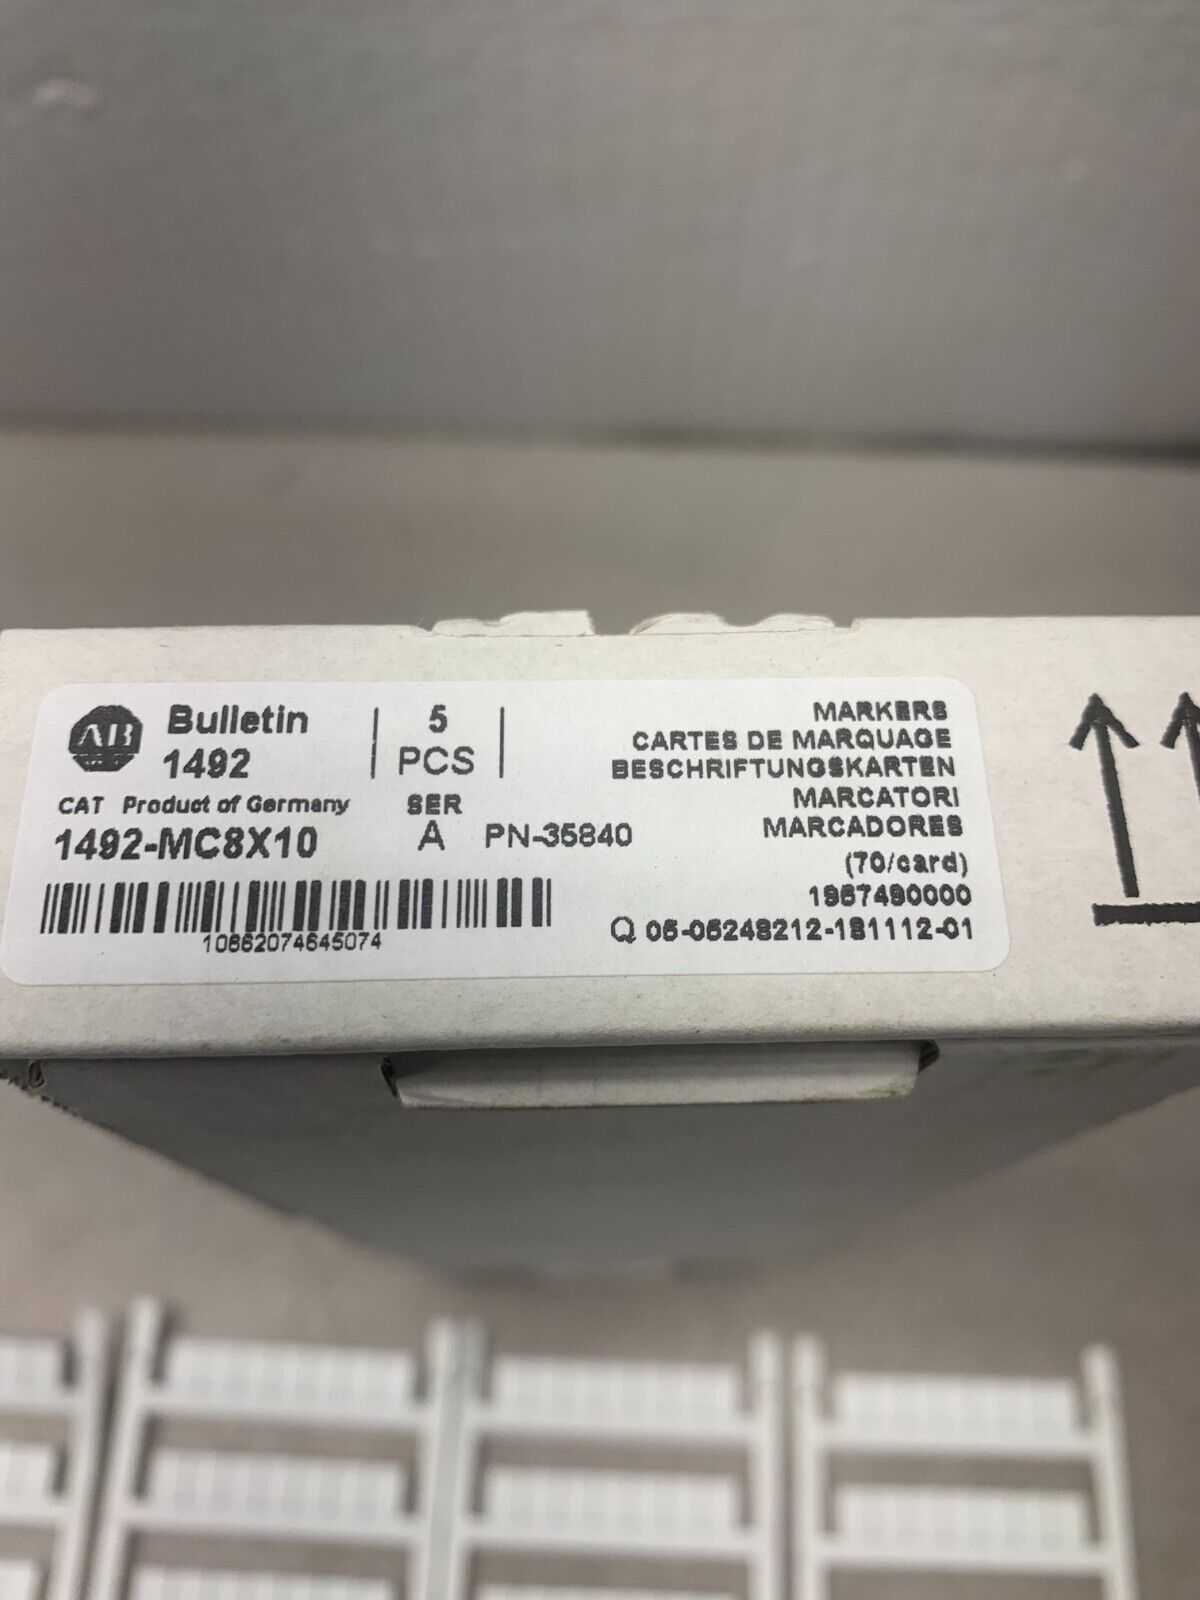 AB
Bulletin
1492
5
PCS
CAT Product of Germany
SER
1492-MC8X10
A
PN-35840
10662074645074
MARKERS
CARTES DE MARQUAGE
BESCHRIFTUNGSKARTEN
MARCATORI
MARCADORES
(70/card)
1967490000
Q 05-05248212-181112-01